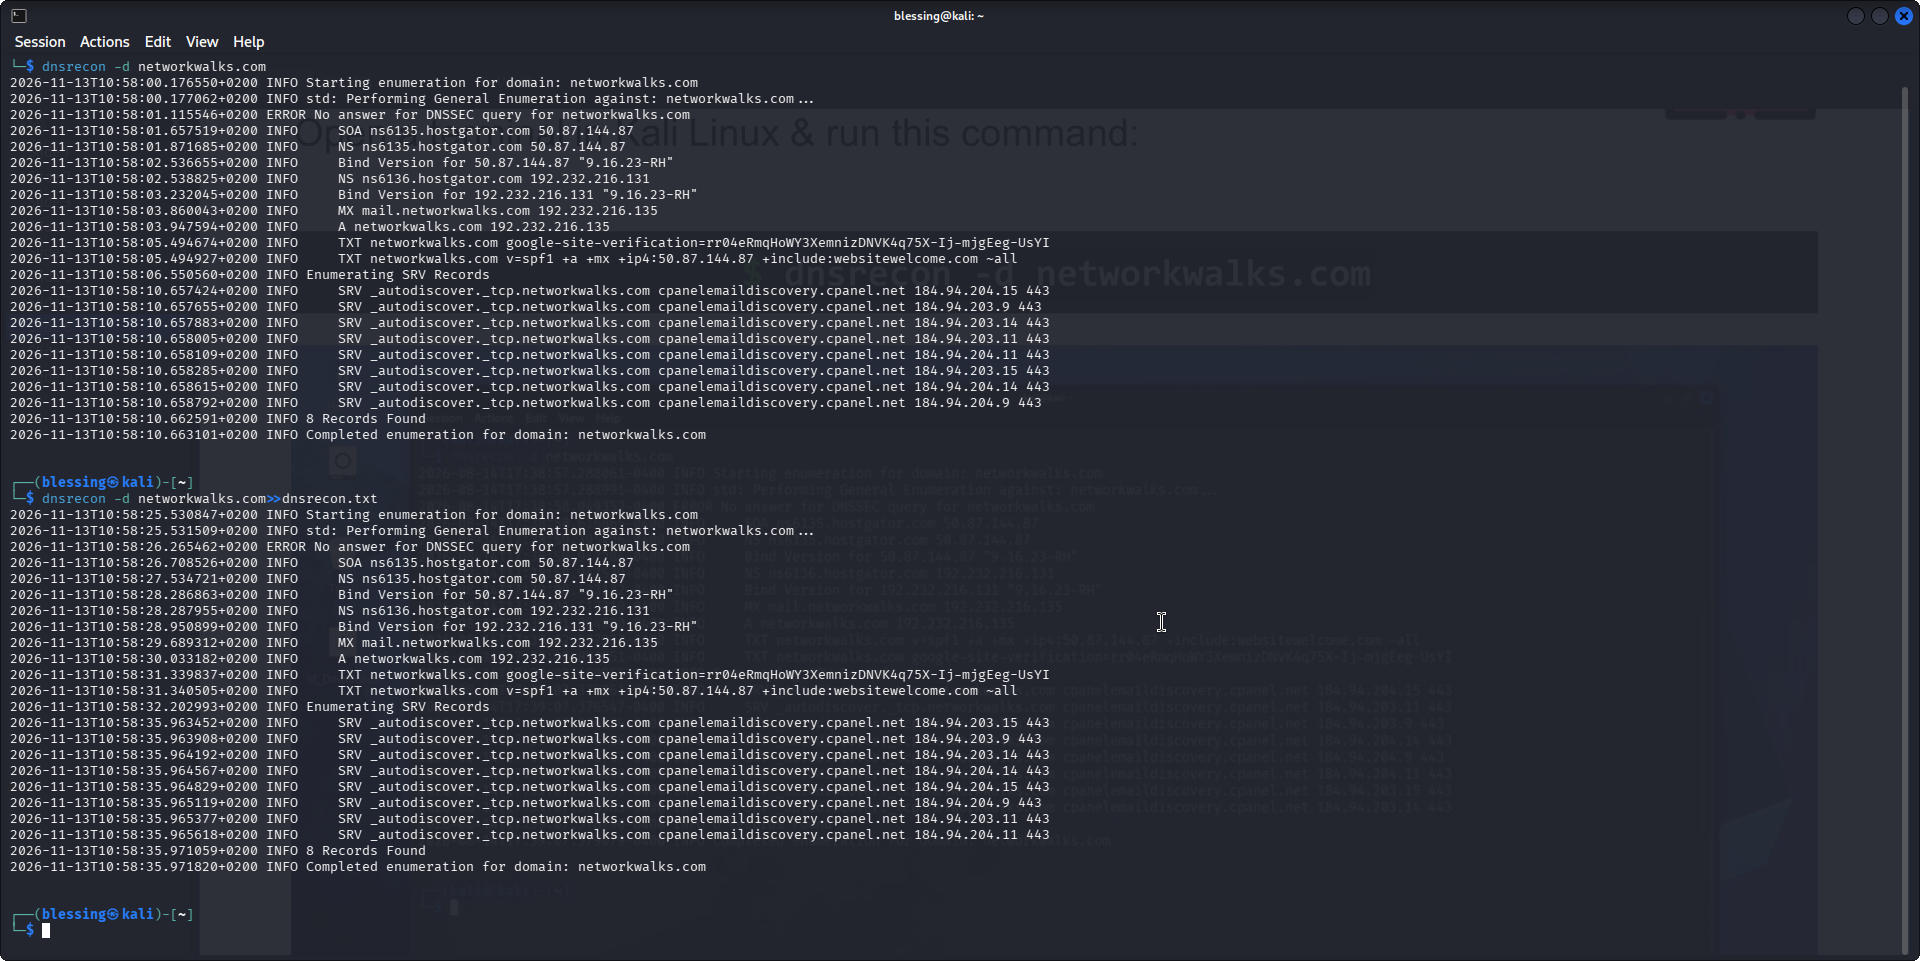 blessing@kali: ~
Session Actions Edit View Help
└─$ dnsrecon -d networkwalks.com
2026-11-13T10:58:00.176550+0200 INFO Starting enumeration for domain: networkwalks.com
2026-11-13T10:58:00.177062+0200 INFO std: Performing General Enumeration against: networkwalks.com...
2026-11-13T10:58:01.115546+0200 ERROR No answer for DNSSEC query for networkwalks.com
2026-11-13T10:58:01.657519+0200 INFO SOA ns6135.hostgator.com 50.87.144.87
2026-11-13T10:58:01.871685+0200 INFO NS ns6135.hostgator.com 50.87.144.87
2026-11-13T10:58:02.536655+0200 INFO Bind Version for 50.87.144.87 "9.16.23-RH"
2026-11-13T10:58:02.538825+0200 INFO NS ns6136.hostgator.com 192.232.216.131
2026-11-13T10:58:03.232045+0200 INFO Bind Version for 192.232.216.131 "9.16.23-RH"
2026-11-13T10:58:03.860043+0200 INFO MX mail.networkwalks.com 192.232.216.135
2026-11-13T10:58:03.947594+0200 INFO A networkwalks.com 192.232.216.135
2026-11-13T10:58:05.494674+0200 INFO TXT networkwalks.com google-site-verification=rr04eRmqHoWY3XemnizDNVK4q75X-Ij-mjgEeg-UsYI
2026-11-13T10:58:05.494927+0200 INFO TXT networkwalks.com v=spf1 +a +mx +ip4:50.87.144.87 +include:websitewelcome.com ~all
2026-11-13T10:58:06.550560+0200 INFO Enumerating SRV Records
2026-11-13T10:58:10.657424+0200 INFO SRV _autodiscover._tcp.networkwalks.com cpanelemaildiscovery.cpanel.net 184.94.204.15 443
2026-11-13T10:58:10.657655+0200 INFO SRV _autodiscover._tcp.networkwalks.com cpanelemaildiscovery.cpanel.net 184.94.203.9 443
2026-11-13T10:58:10.657883+0200 INFO SRV _autodiscover._tcp.networkwalks.com cpanelemaildiscovery.cpanel.net 184.94.203.14 443
2026-11-13T10:58:10.658005+0200 INFO SRV _autodiscover._tcp.networkwalks.com cpanelemaildiscovery.cpanel.net 184.94.203.11 443
2026-11-13T10:58:10.658109+0200 INFO SRV _autodiscover._tcp.networkwalks.com cpanelemaildiscovery.cpanel.net 184.94.204.11 443
2026-11-13T10:58:10.658285+0200 INFO SRV _autodiscover._tcp.networkwalks.com cpanelemaildiscovery.cpanel.net 184.94.203.15 443
2026-11-13T10:58:10.658615+0200 INFO SRV _autodiscover._tcp.networkwalks.com cpanelemaildiscovery.cpanel.net 184.94.204.14 443
2026-11-13T10:58:10.658792+0200 INFO SRV _autodiscover._tcp.networkwalks.com cpanelemaildiscovery.cpanel.net 184.94.204.9 443
2026-11-13T10:58:10.662591+0200 INFO 8 Records Found
2026-11-13T10:58:10.663101+0200 INFO Completed enumeration for domain: networkwalks.com
┌──(blessing㉿kali)-[~]
└─$ dnsrecon -d networkwalks.com>>dnsrecon.txt
2026-11-13T10:58:25.530847+0200 INFO Starting enumeration for domain: networkwalks.com
2026-11-13T10:58:25.531509+0200 INFO std: Performing General Enumeration against: networkwalks.com...
2026-11-13T10:58:26.265462+0200 ERROR No answer for DNSSEC query for networkwalks.com
2026-11-13T10:58:26.708526+0200 INFO SOA ns6135.hostgator.com 50.87.144.87
2026-11-13T10:58:27.534721+0200 INFO NS ns6135.hostgator.com 50.87.144.87
2026-11-13T10:58:28.286863+0200 INFO Bind Version for 50.87.144.87 "9.16.23-RH"
2026-11-13T10:58:28.287955+0200 INFO NS ns6136.hostgator.com 192.232.216.131
2026-11-13T10:58:28.950899+0200 INFO Bind Version for 192.232.216.131 "9.16.23-RH"
2026-11-13T10:58:29.689312+0200 INFO MX mail.networkwalks.com 192.232.216.135
2026-11-13T10:58:30.033182+0200 INFO A networkwalks.com 192.232.216.135
2026-11-13T10:58:31.339837+0200 INFO TXT networkwalks.com google-site-verification=rr04eRmqHoWY3XemnizDNVK4q75X-Ij-mjgEeg-UsYI
2026-11-13T10:58:31.340505+0200 INFO TXT networkwalks.com v=spf1 +a +mx +ip4:50.87.144.87 +include:websitewelcome.com ~all
2026-11-13T10:58:32.202993+0200 INFO Enumerating SRV Records
2026-11-13T10:58:35.963452+0200 INFO SRV _autodiscover._tcp.networkwalks.com cpanelemaildiscovery.cpanel.net 184.94.203.15 443
2026-11-13T10:58:35.963908+0200 INFO SRV _autodiscover._tcp.networkwalks.com cpanelemaildiscovery.cpanel.net 184.94.203.9 443
2026-11-13T10:58:35.964192+0200 INFO SRV _autodiscover._tcp.networkwalks.com cpanelemaildiscovery.cpanel.net 184.94.203.14 443
2026-11-13T10:58:35.964567+0200 INFO SRV _autodiscover._tcp.networkwalks.com cpanelemaildiscovery.cpanel.net 184.94.204.14 443
2026-11-13T10:58:35.964829+0200 INFO SRV _autodiscover._tcp.networkwalks.com cpanelemaildiscovery.cpanel.net 184.94.204.15 443
2026-11-13T10:58:35.965119+0200 INFO SRV _autodiscover._tcp.networkwalks.com cpanelemaildiscovery.cpanel.net 184.94.204.9 443
2026-11-13T10:58:35.965377+0200 INFO SRV _autodiscover._tcp.networkwalks.com cpanelemaildiscovery.cpanel.net 184.94.203.11 443
2026-11-13T10:58:35.965618+0200 INFO SRV _autodiscover._tcp.networkwalks.com cpanelemaildiscovery.cpanel.net 184.94.204.11 443
2026-11-13T10:58:35.971059+0200 INFO 8 Records Found
2026-11-13T10:58:35.971820+0200 INFO Completed enumeration for domain: networkwalks.com
┌──(blessing㉿kali)-[~]
└─$
Kali Linux & run this command:
$ dnsrecon -d networkwalks.com